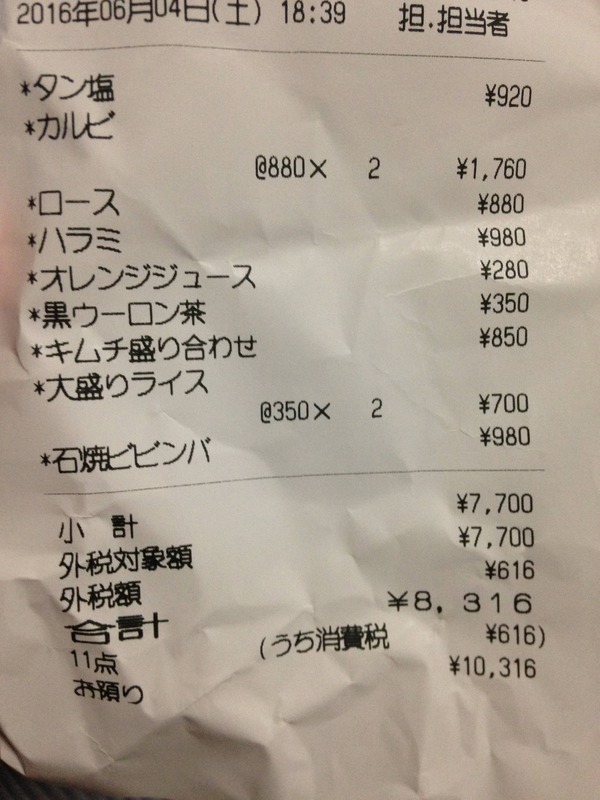 2016年06月04日(土) 18:39 担.担当者
*タン塩 ¥920
*カルビ
@880× 2 ¥1,760
*ロース ¥880
*ハラミ ¥980
*オレンジジュース ¥280
*黒ウーロン茶 ¥350
*キムチ盛り合わせ ¥850
*大盛りライス
@350× 2 ¥700
*石焼ビビンバ ¥980
小 計 ¥7,700
外税対象額 ¥7,700
外税額 ¥616
合計 ¥8,316
(うち消費税 ¥616)
11点
お預り ¥10,316